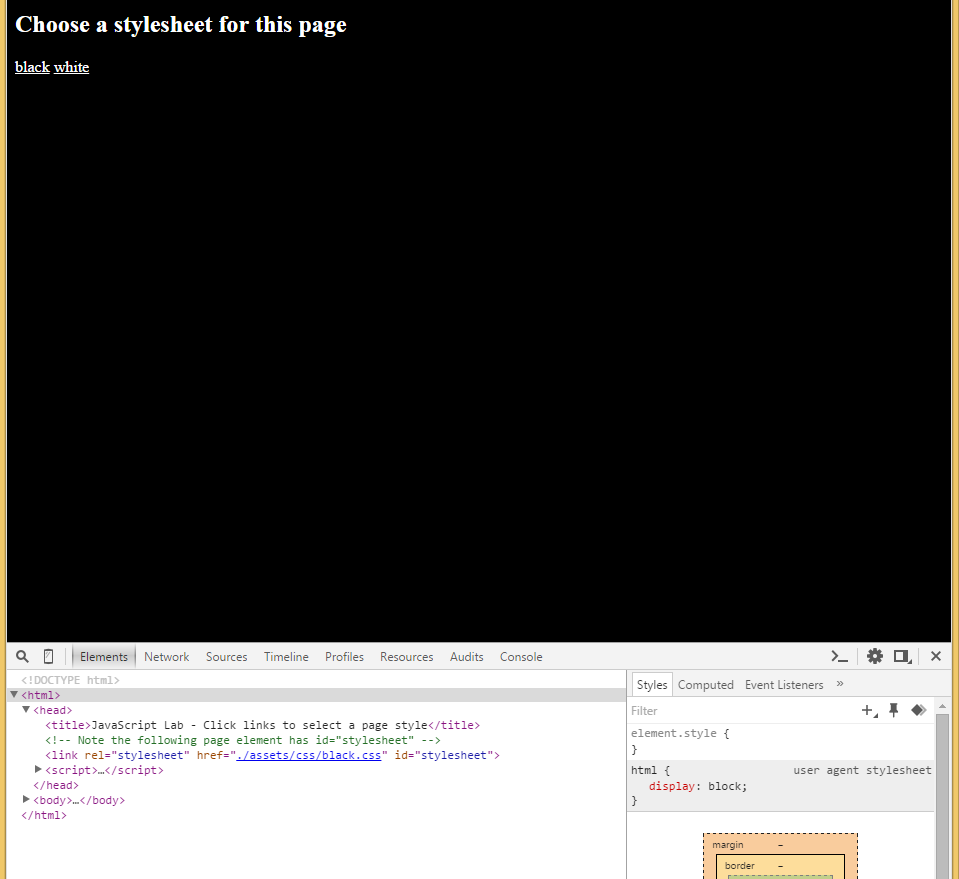 Choose a stylesheet for this page
black white
Elements Network Sources Timeline Profiles Resources Audits Console
<!DOCTYPE html>
<html>
<head>
<title>JavaScript Lab - Click links to select a page style</title>
<!-- Note the following page element has id="stylesheet" -->
<link rel="stylesheet" href="./assets/css/black.css" id="stylesheet">
<script>…</script>
</head>
<body>…</body>
</html>
Styles Computed Event Listeners »
Filter
element.style {
}
html { user agent stylesheet
display: block;
}
margin –
border –